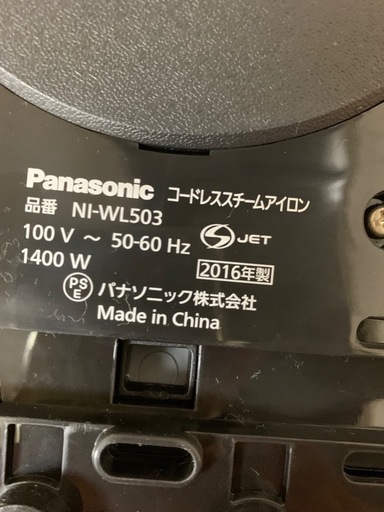 Panasonic コードレススチームアイロン
品番 NI-WL503
100 V ～ 50-60 Hz S JET
1400 W 2016年製
PS E パナソニック株式会社
Made in China